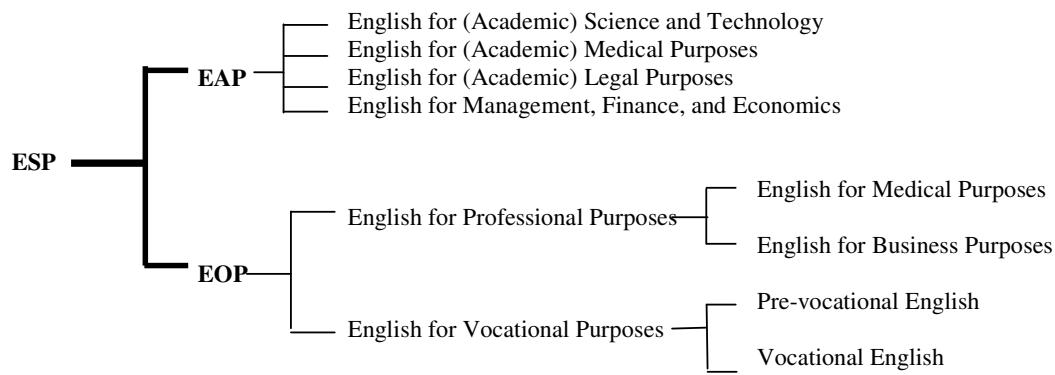 English for (Academic) Science and Technology
English for (Academic) Medical Purposes
EAP
English for (Academic) Legal Purposes
English for Management, Finance, and Economics
ESP
English for Medical Purposes
English for Professional Purposes
English for Business Purposes
EOP
Pre-vocational English
English for Vocational Purposes
Vocational English